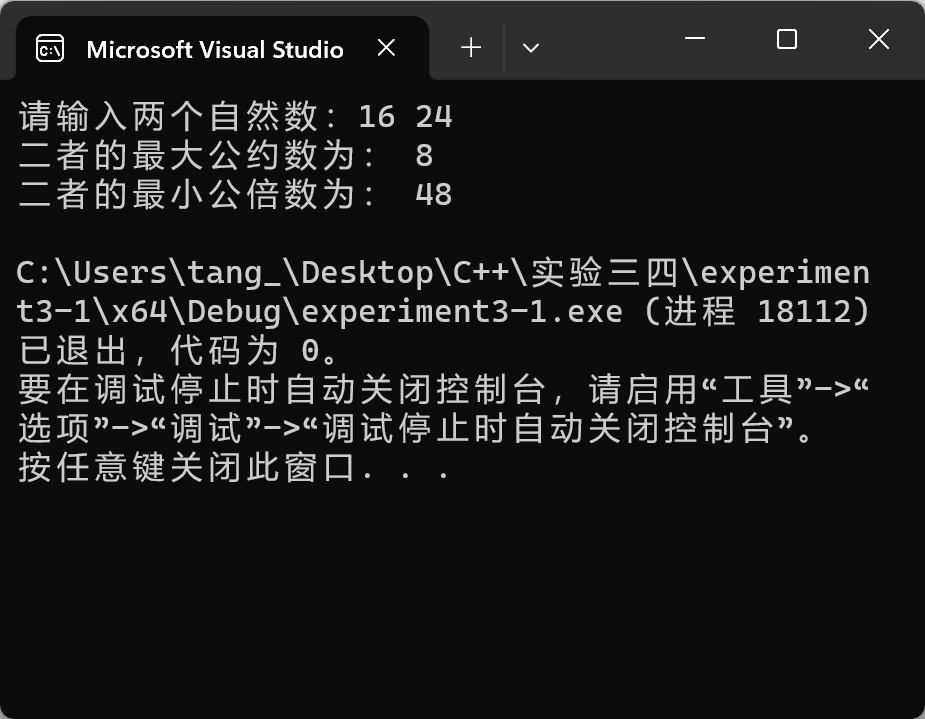 Microsoft Visual Studio
请输入两个自然数：16 24
二者的最大公约数为： 8
二者的最小公倍数为： 48
C:\Users\tang_\Desktop\C++\实验三四\experimen
t3-1\x64\Debug\experiment3-1.exe (进程 18112)
已退出，代码为 0。
要在调试停止时自动关闭控制台，请启用“工具”->“
选项”->“调试”->“调试停止时自动关闭控制台”。
按任意键关闭此窗口. . .